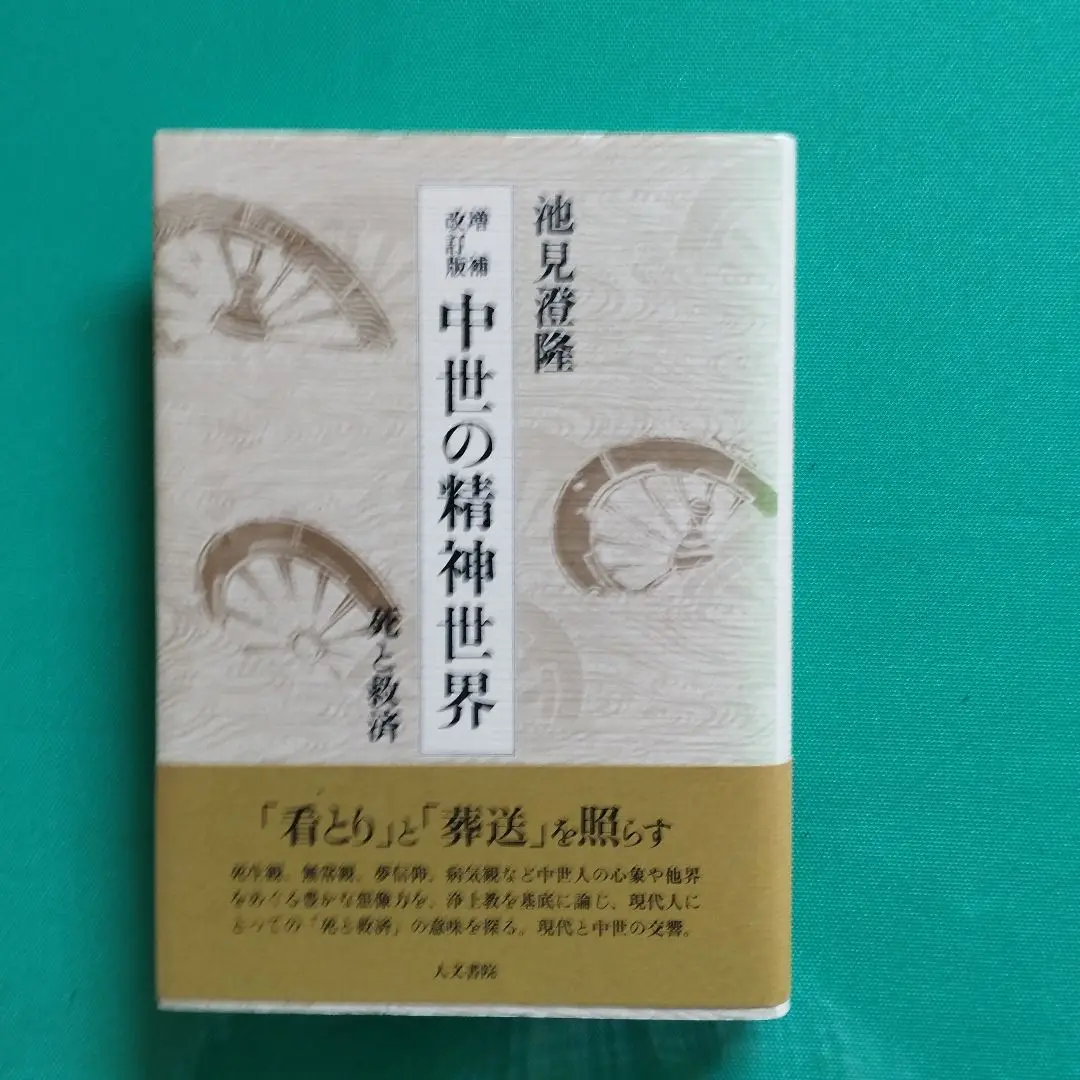 池見澄隆
増補
改訂版
中世の精神世界
死と救済
「看とり」と「葬送」を照らす
死生観、無常観、夢信仰、病気観など中世人の心象や他界
をめぐる豊かな想像力を、浄土教を基底に論じ、現代人に
とっての「死と救済」の意味を探る。現代と中世の交響。
人文書院